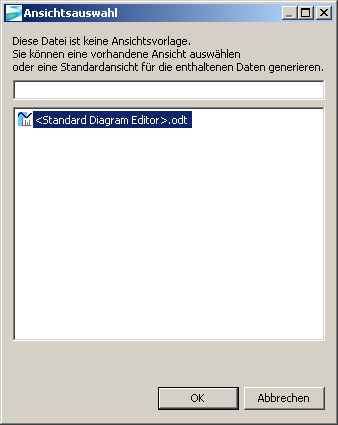 Ansichtsauswahl
Diese Datei ist keine Ansichtsvorlage.
Sie können eine vorhandene Ansicht auswählen
oder eine Standardansicht für die enthaltenen Daten generieren.
<Standard Diagram Editor>.odt
OK
Abbrechen